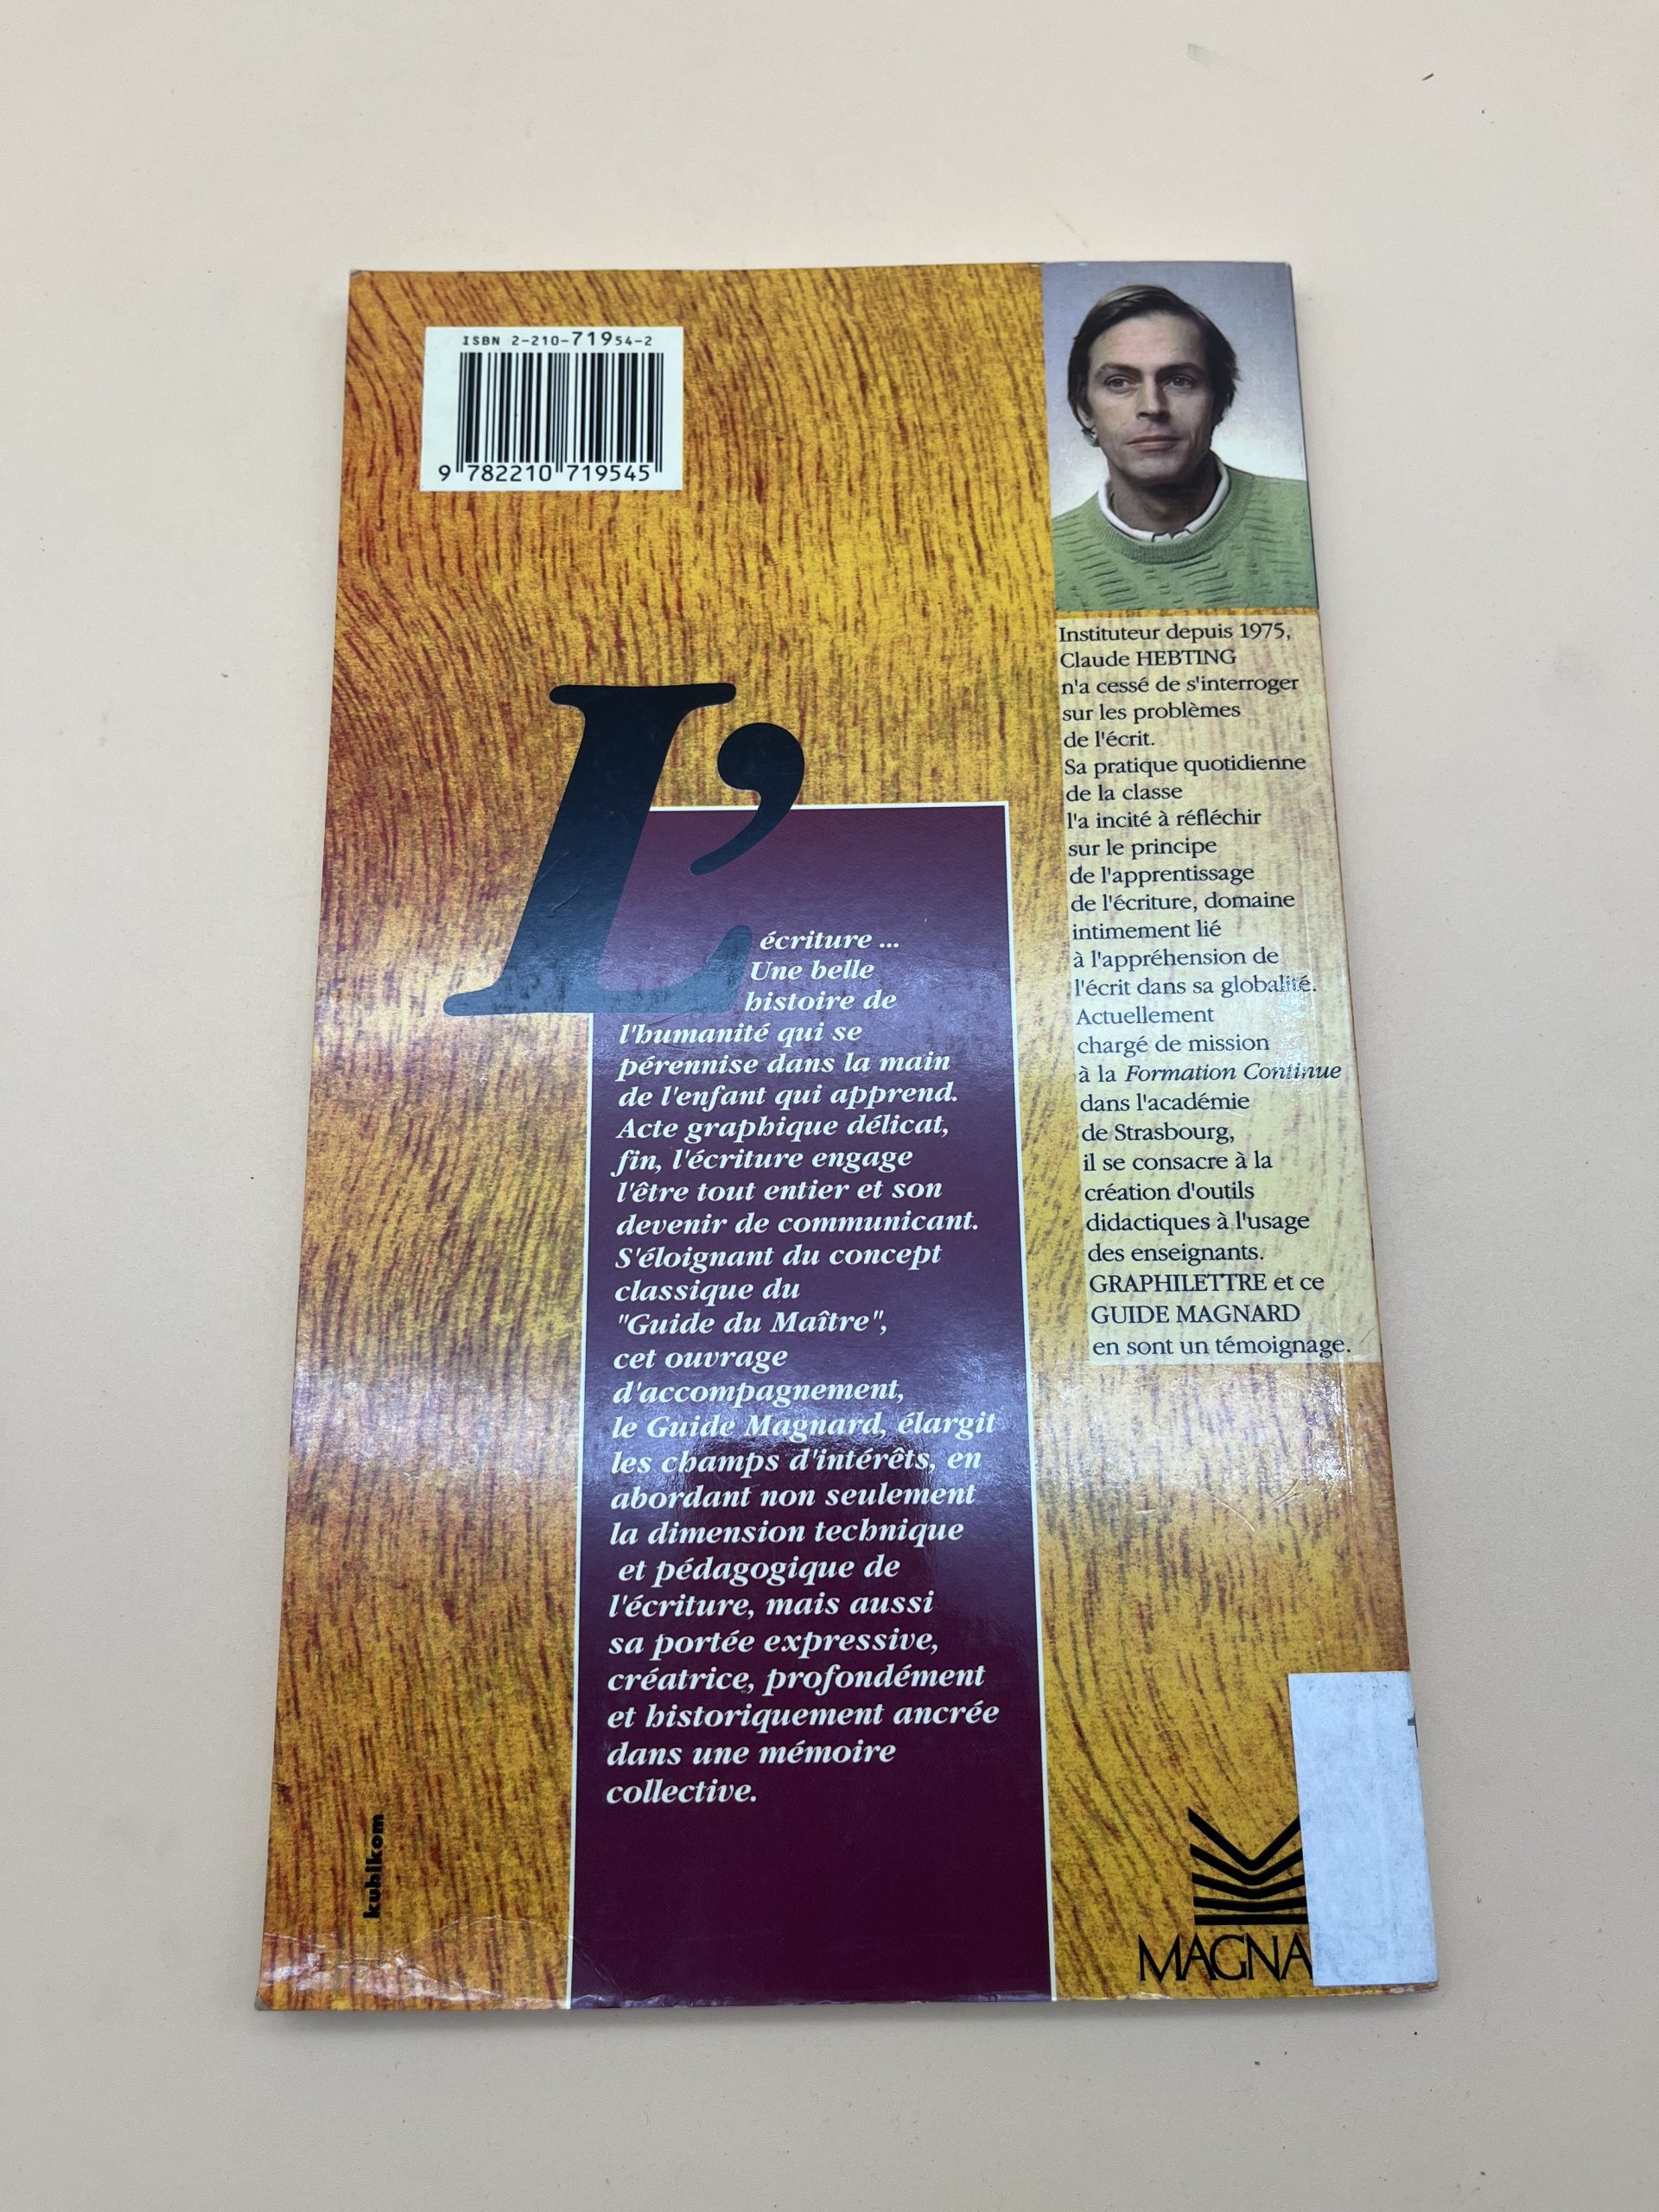 ISBN 2-210-71954-2
9 782210 719545
Instituteur depuis 1975,
Claude HEBTING
n'a cessé de s'interroger
sur les problèmes
de l'écrit.
Sa pratique quotidienne
de la classe
l'a incité à réfléchir
sur le principe
de l'apprentissage
de l'écriture, domaine
intimement lié
à l'appréhension de
l'écrit dans sa globalité.
Actuellement
chargé de mission
à la Formation Continue
dans l'académie
de Strasbourg,
il se consacre à la
création d'outils
didactiques à l'usage
des enseignants.
GRAPHILETTRE et ce
GUIDE MAGNARD
en sont un témoignage.
L'écriture ...
Une belle
histoire de
l'humanité qui se
pérennise dans la main
de l'enfant qui apprend.
Acte graphique délicat,
fin, l'écriture engage
l'être tout entier et son
devenir de communicant.
S'éloignant du concept
classique du
"Guide du Maître",
cet ouvrage
d'accompagnement,
le Guide Magnard, élargit
les champs d'intérêts, en
abordant non seulement
la dimension technique
et pédagogique de
l'écriture, mais aussi
sa portée expressive,
créatrice, profondément
et historiquement ancrée
dans une mémoire
collective.
kubikom
MAGNA